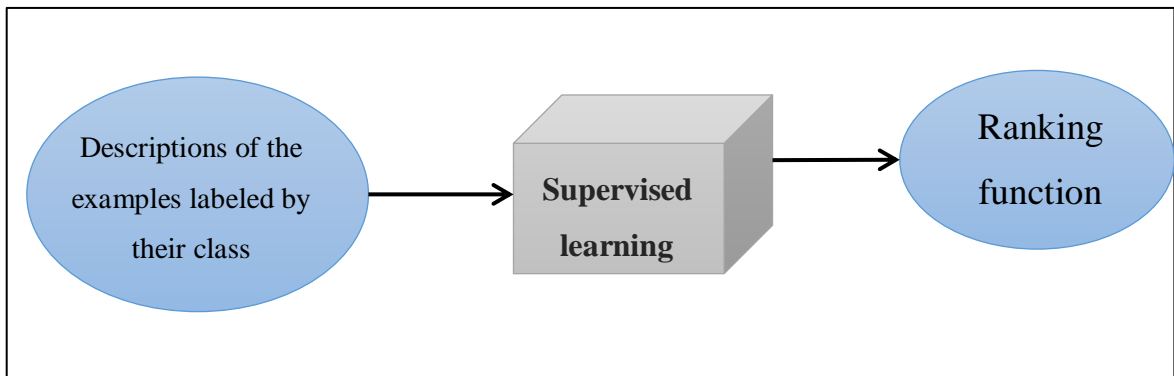 Descriptions of the
examples labeled by
their class
Supervised
learning
Ranking
function